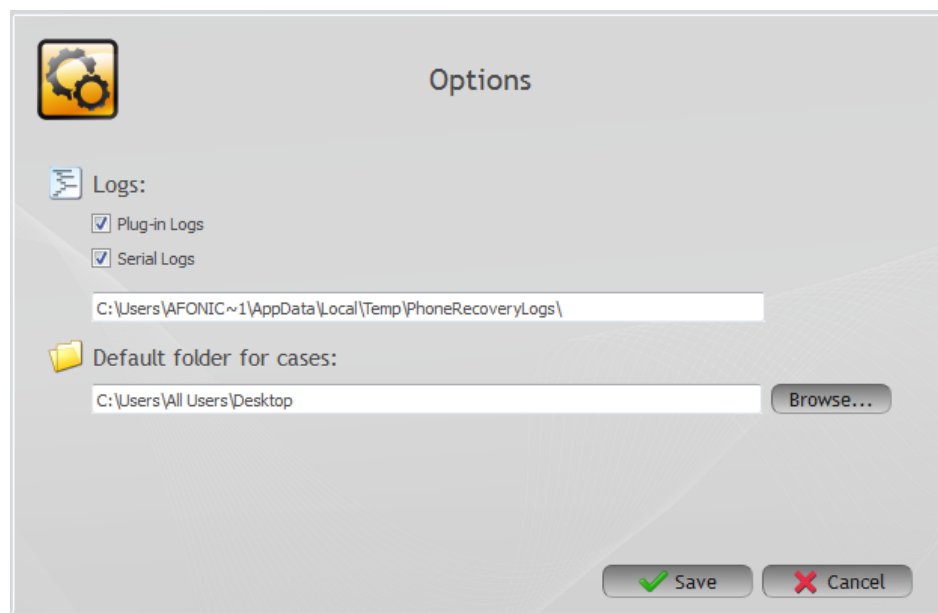 Options
Logs:
Plug-in Logs
Serial Logs
C:\Users\AFONIC~1\AppData\Local\Temp\PhoneRecoveryLogs\
Default folder for cases:
C:\Users\All Users\Desktop
Browse...
Save
Cancel